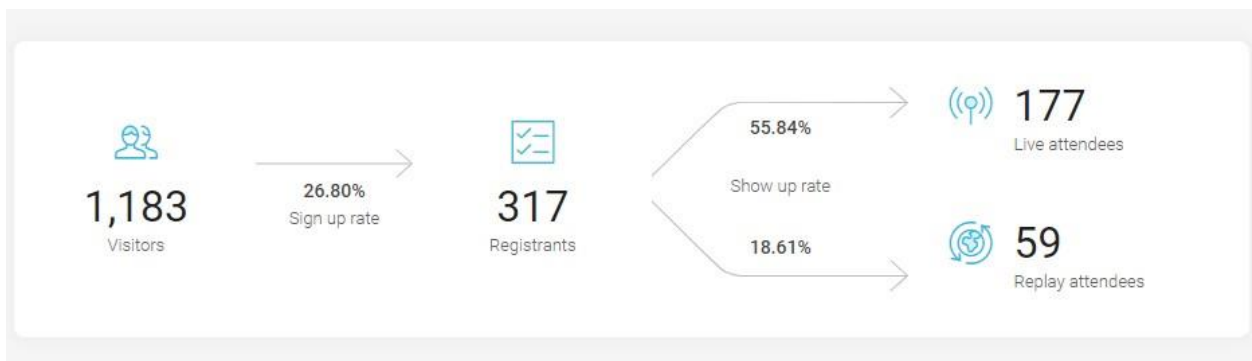 1,183
Visitors
26.80%
Sign up rate
317
Registrants
55.84%
Show up rate
18.61%
177
Live attendees
59
Replay attendees